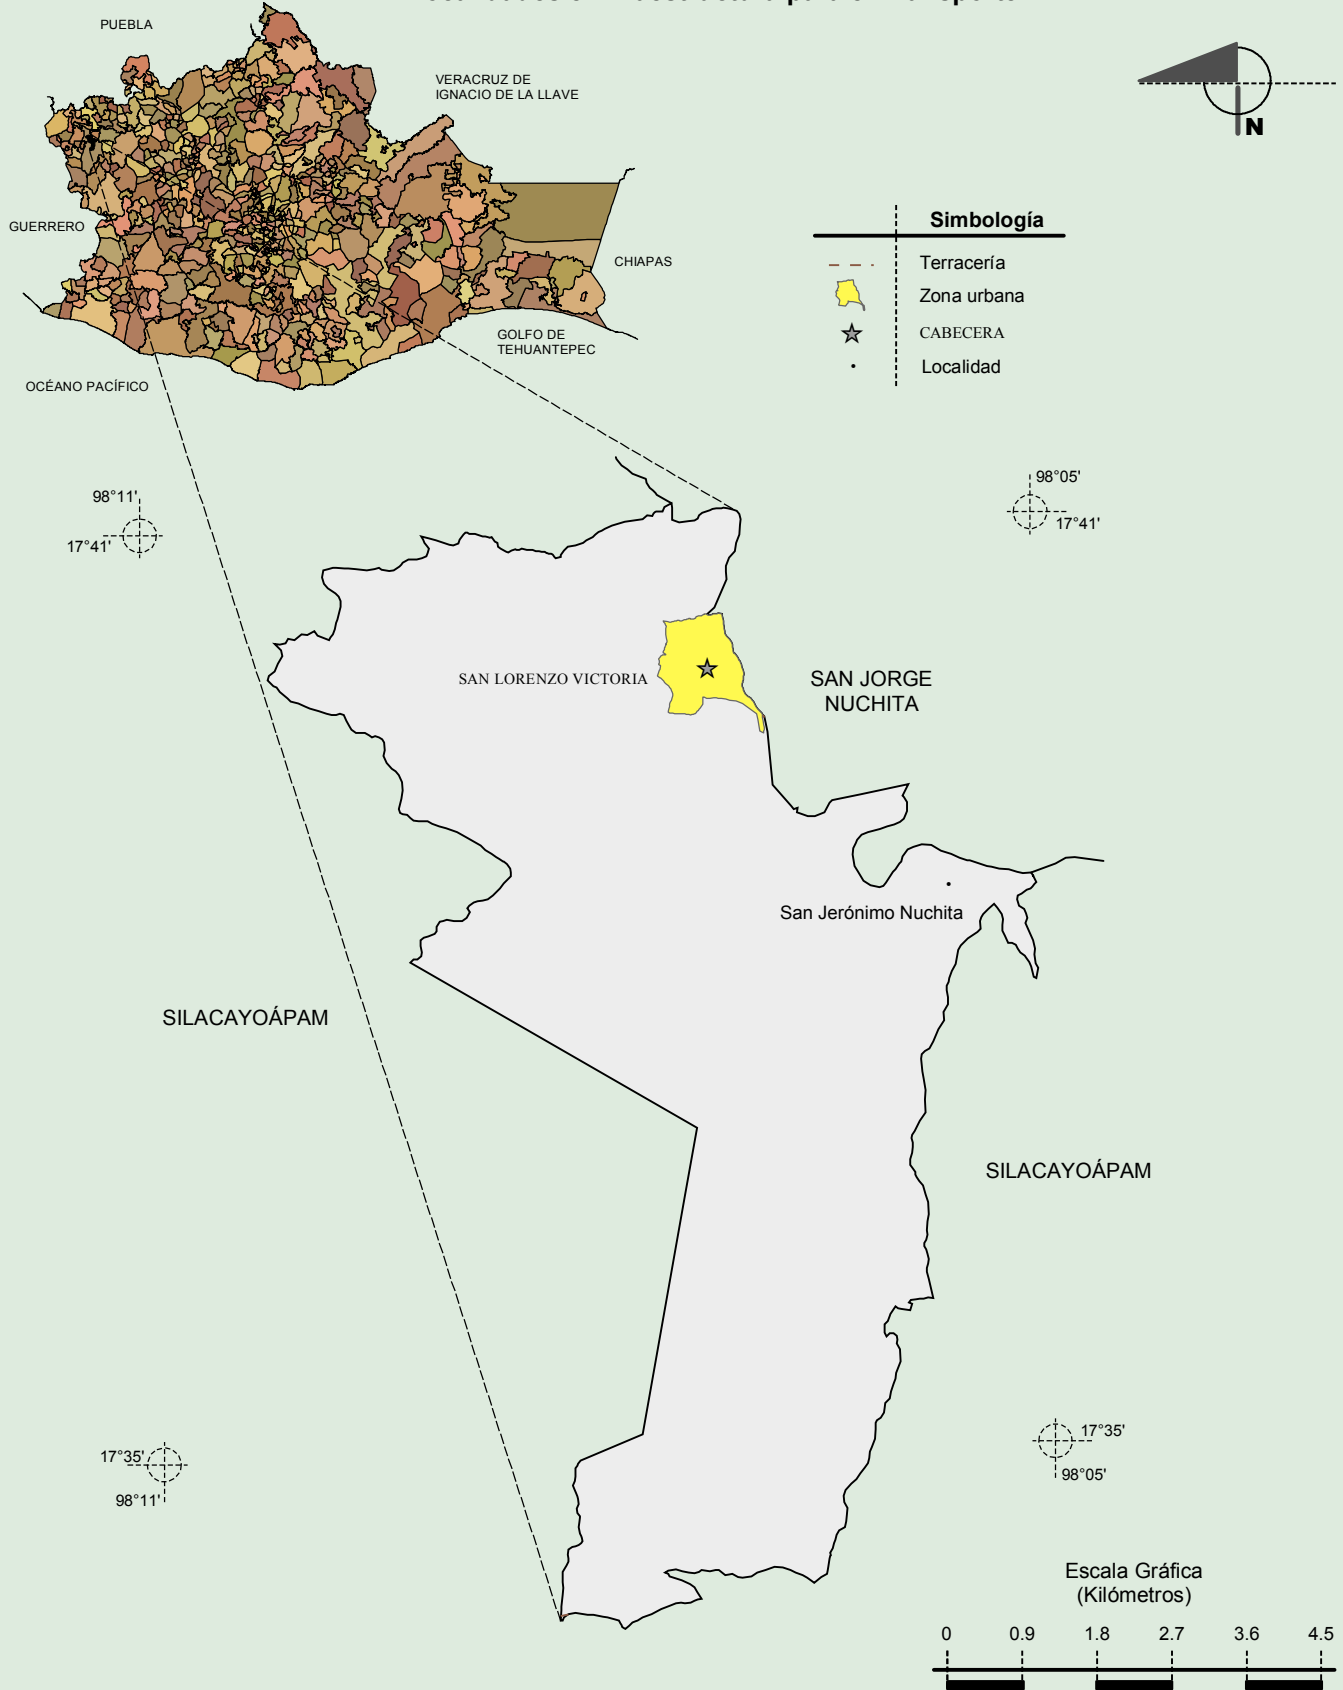 PUEBLA
VERACRUZ DE
IGNACIO DE LA LLAVE
N
GUERRERO
Simbología
CHIAPAS
Terracería
Zona urbana
CABECERA
Localidad
GOLFO DE
TEHUANTEPEC
OCÉANO PACÍFICO
98°11'
17°41'
98°05'
17°41'
SAN LORENZO VICTORIA
SAN JORGE
NUCHITA
San Jerónimo Nuchita
SILACAYOÁPAM
SILACAYOÁPAM
17°35'
98°11'
17°35'
98°05'
Escala Gráfica
(Kilómetros)
0 0.9 1.8 2.7 3.6 4.5